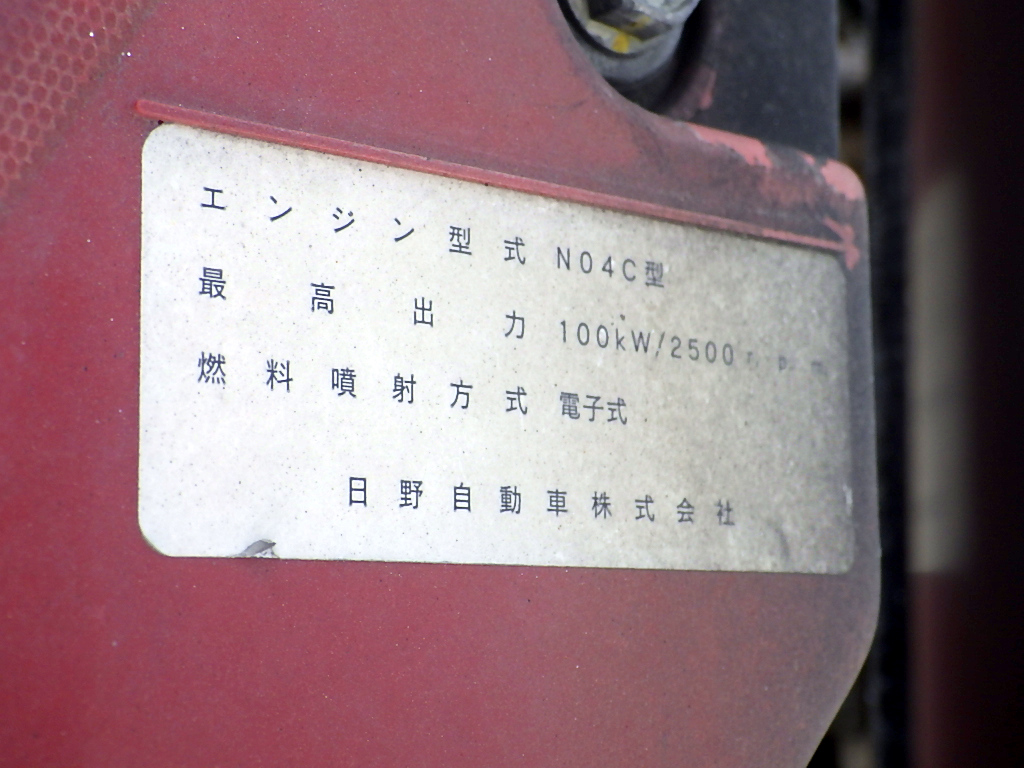 エンジン型式 N04C型
最高出力 100kW/2500r.p.m
燃料噴射方式 電子式
日野自動車株式会社